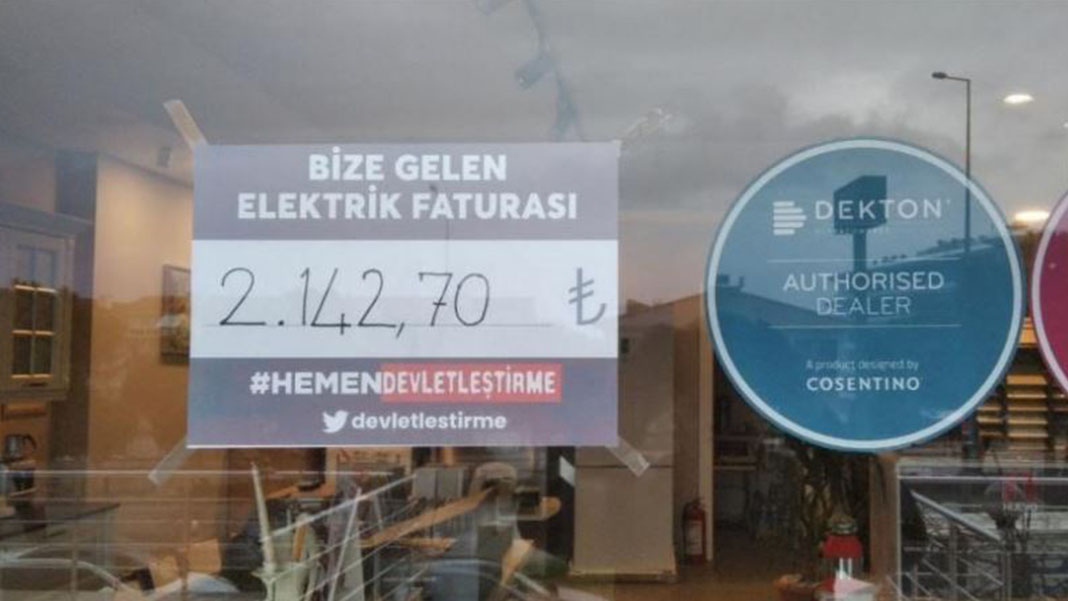 BİZE GELEN
ELEKTRİK FATURASI
2.142,70 ₺
#HEMENDEVLETLEŞTİRME
devletlestirme
DEKTON
AUTHORISED
DEALER
A product designed by
COSENTINO